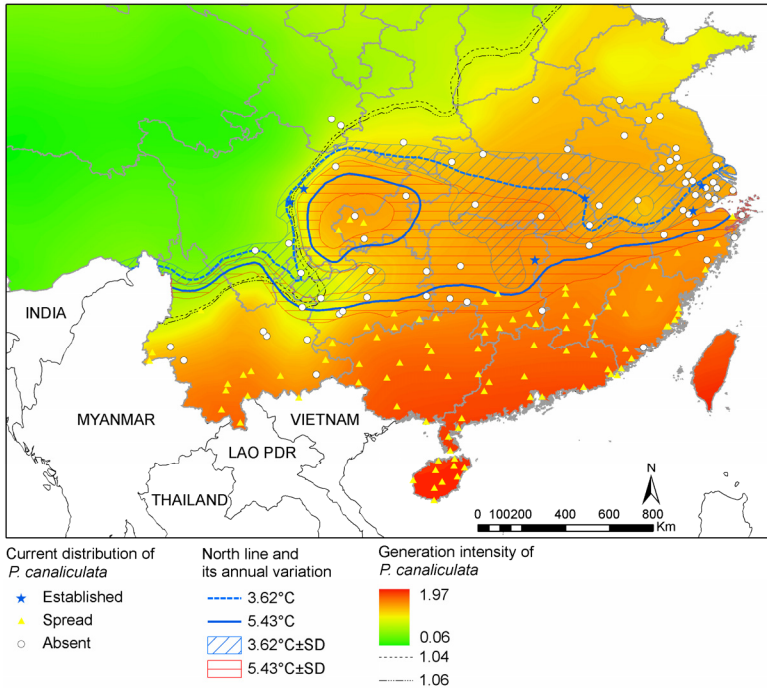 INDIA
MYANMAR
VIETNAM
LAO PDR
THAILAND
N
0 100 200 400 600 800
Km
Current distribution of
P. canaliculata
Established
Spread
Absent
North line and
its annual variation
3.62°C
5.43°C
3.62°C±SD
5.43°C±SD
Generation intensity of
P. canaliculata
1.97
0.06
1.04
1.06